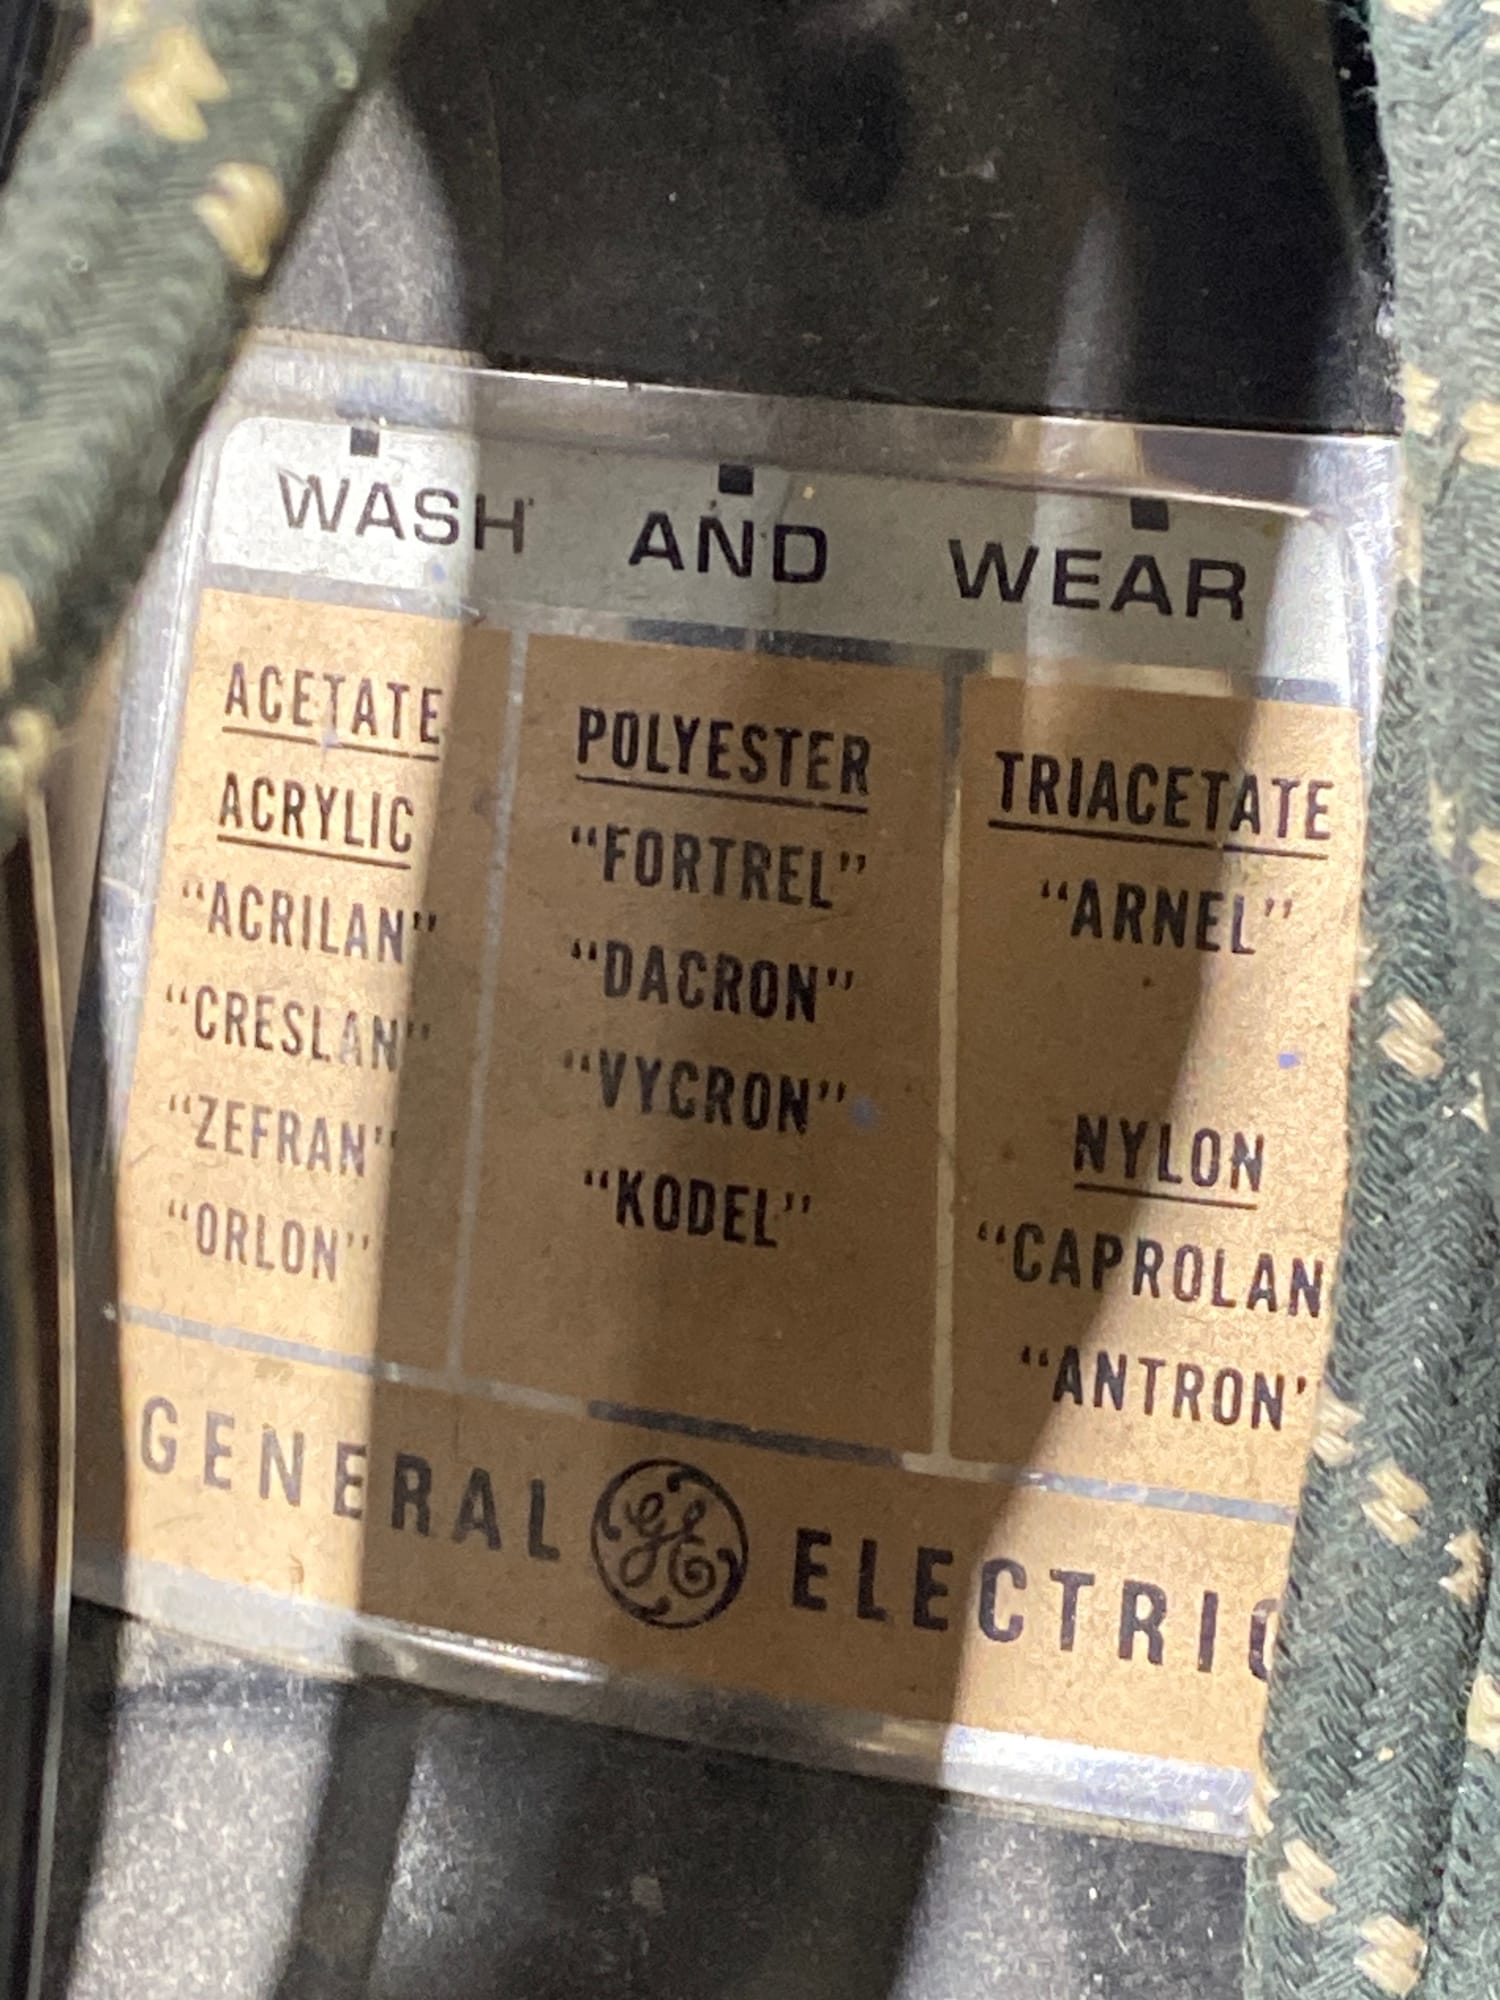 WASH AND WEAR
ACETATE
ACRYLIC
"ACRILAN"
"CRESLAN"
"ZEFRAN"
"ORLON"
POLYESTER
"FORTREL"
"DACRON"
"VYCRON"
"KODEL"
TRIACETATE
"ARNEL"
NYLON
"CAPROLAN
"ANTRON'
GENERAL GE ELECTRIC